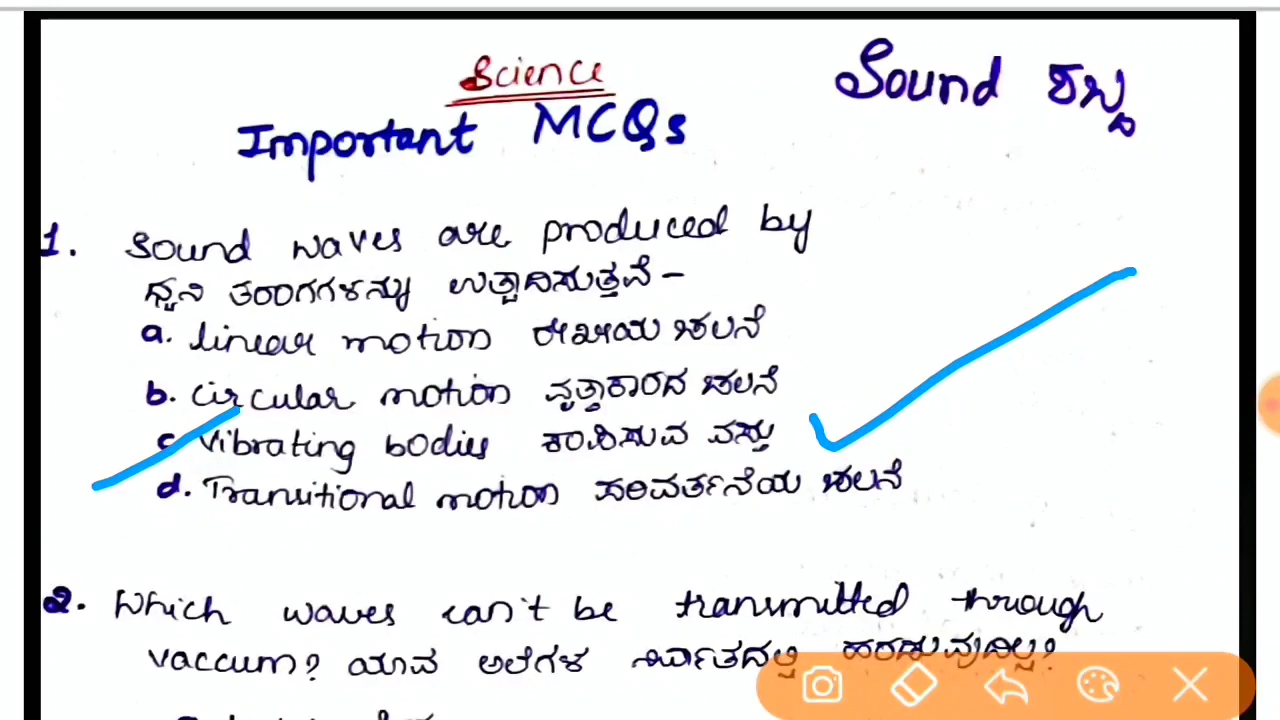 Science
Sound ಶಬ್ದ
Important MCQs
1. Sound waves are produced by
ಧ್ವನಿ ತರಂಗಗಳನ್ನು ಉತ್ಪಾದಿಸುತ್ತವೆ -
a. linear motion ರೇಖೀಯ ಚಲನೆ
b. Circular motion ವೃತ್ತಾಕಾರದ ಚಲನೆ
c. Vibrating bodies ಕಂಪಿಸುವ ವಸ್ತು
d. Transitional motion ಪರಿವರ್ತನೆಯ ಚಲನೆ
2. Which waves can't be transmitted through
vaccum? ಯಾವ ಅಲೆಗಳ ನಿರ್ವಾತದಲ್ಲಿ ಹರಡುವುದಿಲ್ಲ?